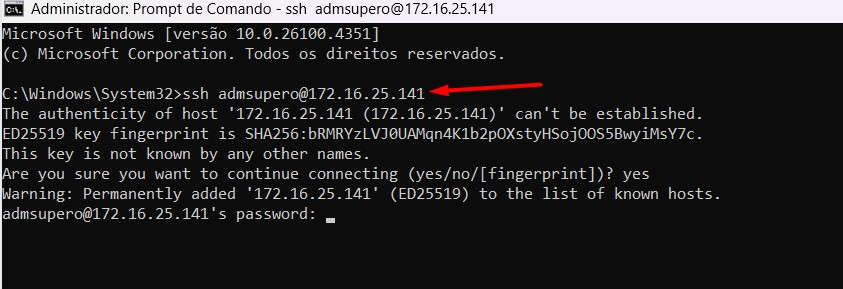 Administrador: Prompt de Comando - ssh  admsupero@172.16.25.141
Microsoft Windows [versão 10.0.26100.4351]
(c) Microsoft Corporation. Todos os direitos reservados.
C:\Windows\System32>ssh admsupero@172.16.25.141
The authenticity of host '172.16.25.141 (172.16.25.141)' can't be established.
ED25519 key fingerprint is SHA256:bRMRYzLVJ0UAMqn4K1b2pOXstyHSojOOS5BwyiMsY7c.
This key is not known by any other names.
Are you sure you want to continue connecting (yes/no/[fingerprint])? yes
Warning: Permanently added '172.16.25.141' (ED25519) to the list of known hosts.
admsupero@172.16.25.141's password: